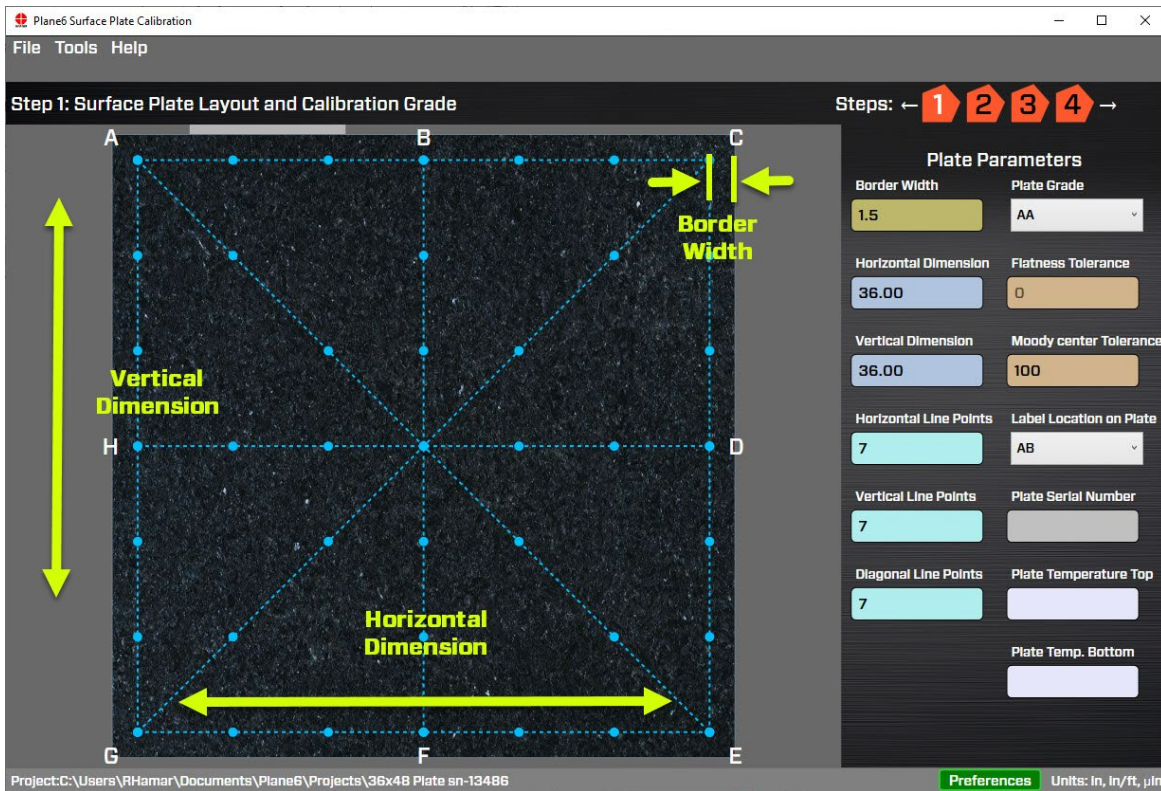 Plane6 Surface Plate Calibration
File Tools Help
Step 1: Surface Plate Layout and Calibration Grade
Steps: ← 1 2 3 4 →
A B C
Border
Width
Vertical
Dimension
H D
Horizontal
Dimension
G F E
Plate Parameters
Border Width Plate Grade
1.5 AA
Horizontal Dimension Flatness Tolerance
36.00 0
Vertical Dimension Moody center Tolerance
36.00 100
Horizontal Line Points Label Location on Plate
7 AB
Vertical Line Points Plate Serial Number
7
Diagonal Line Points Plate Temperature Top
7
Plate Temp. Bottom
Project:C:\Users\RHamar\Documents\Plane6\Projects\36x48 Plate sn-13486
Preferences Units: In, In/ft, µin